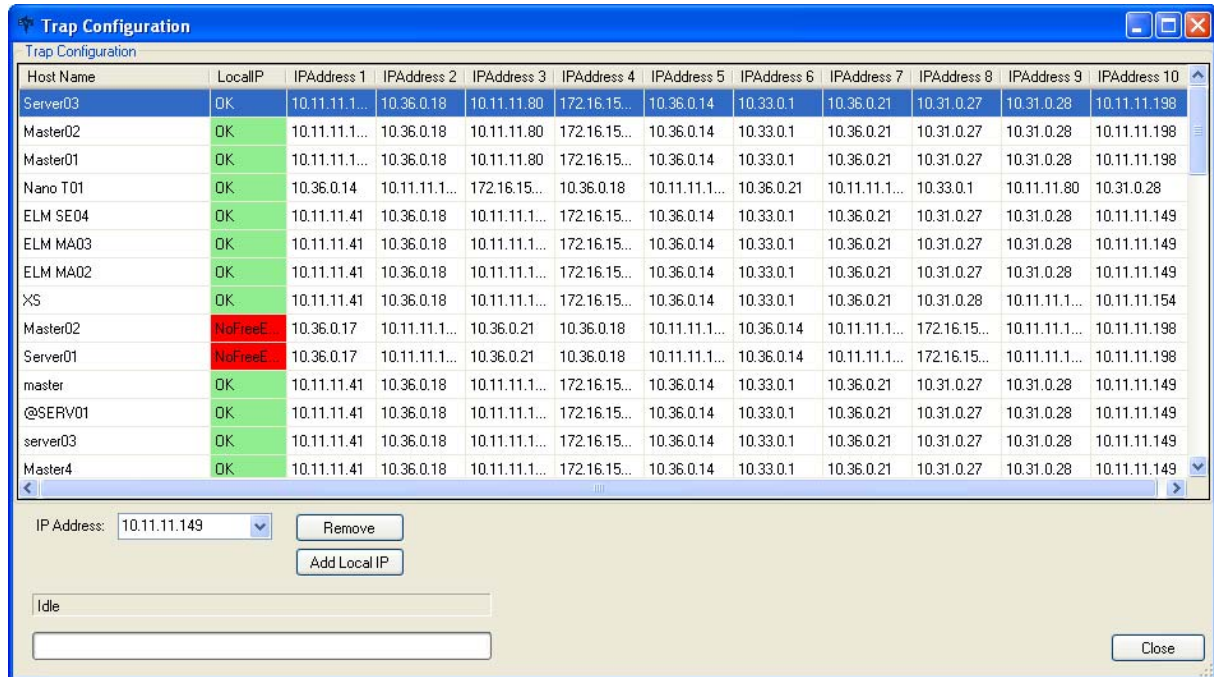 Trap Configuration
Trap Configuration
Host Name LocalIP IPAddress 1 IPAddress 2 IPAddress 3 IPAddress 4 IPAddress 5 IPAddress 6 IPAddress 7 IPAddress 8 IPAddress 9 IPAddress 10
Server03 OK 10.11.11.1... 10.36.0.18 10.11.11.80 172.16.15... 10.36.0.14 10.33.0.1 10.36.0.21 10.31.0.27 10.31.0.28 10.11.11.198
Master02 OK 10.11.11.1... 10.36.0.18 10.11.11.80 172.16.15... 10.36.0.14 10.33.0.1 10.36.0.21 10.31.0.27 10.31.0.28 10.11.11.198
Master01 OK 10.11.11.1... 10.36.0.18 10.11.11.80 172.16.15... 10.36.0.14 10.33.0.1 10.36.0.21 10.31.0.27 10.31.0.28 10.11.11.198
Nano T01 OK 10.36.0.14 10.11.11.1... 172.16.15... 10.36.0.18 10.11.11.1... 10.36.0.21 10.11.11.1... 10.33.0.1 10.11.11.80 10.31.0.28
ELM SE04 OK 10.11.11.41 10.36.0.18 10.11.11.1... 172.16.15... 10.36.0.14 10.33.0.1 10.36.0.21 10.31.0.27 10.31.0.28 10.11.11.149
ELM MA03 OK 10.11.11.41 10.36.0.18 10.11.11.1... 172.16.15... 10.36.0.14 10.33.0.1 10.36.0.21 10.31.0.27 10.31.0.28 10.11.11.149
ELM MA02 OK 10.11.11.41 10.36.0.18 10.11.11.1... 172.16.15... 10.36.0.14 10.33.0.1 10.36.0.21 10.31.0.27 10.31.0.28 10.11.11.149
XS OK 10.11.11.41 10.36.0.18 10.11.11.1... 172.16.15... 10.36.0.14 10.33.0.1 10.36.0.21 10.31.0.28 10.11.11.1... 10.11.11.154
Master02 NoFreeE... 10.36.0.17 10.11.11.1... 10.36.0.21 10.36.0.18 10.11.11.1... 10.36.0.14 10.11.11.1... 172.16.15... 10.11.11.1... 10.11.11.198
Server01 NoFreeE... 10.36.0.17 10.11.11.1... 10.36.0.21 10.36.0.18 10.11.11.1... 10.36.0.14 10.11.11.1... 172.16.15... 10.11.11.1... 10.11.11.198
master OK 10.11.11.41 10.36.0.18 10.11.11.1... 172.16.15... 10.36.0.14 10.33.0.1 10.36.0.21 10.31.0.27 10.31.0.28 10.11.11.149
@SERV01 OK 10.11.11.41 10.36.0.18 10.11.11.1... 172.16.15... 10.36.0.14 10.33.0.1 10.36.0.21 10.31.0.27 10.31.0.28 10.11.11.149
server03 OK 10.11.11.41 10.36.0.18 10.11.11.1... 172.16.15... 10.36.0.14 10.33.0.1 10.36.0.21 10.31.0.27 10.31.0.28 10.11.11.149
Master4 OK 10.11.11.41 10.36.0.18 10.11.11.1... 172.16.15... 10.36.0.14 10.33.0.1 10.36.0.21 10.31.0.27 10.31.0.28 10.11.11.149
IP Address: 10.11.11.149 Remove
Add Local IP
Idle
Close